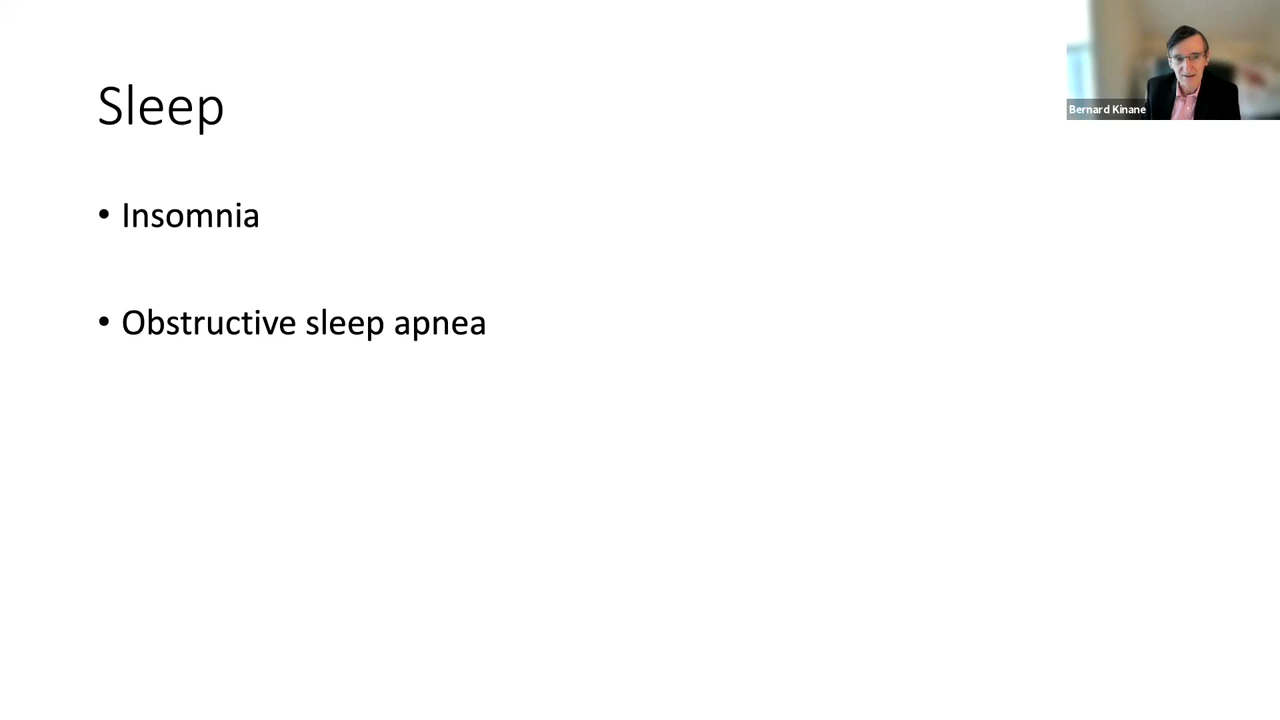 Sleep
Bernard Kinane
• Insomnia
• Obstructive sleep apnea